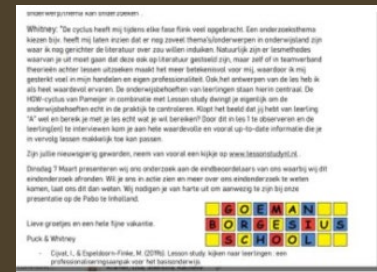 onderwerp/thema kan onderzoeken.
Whitney: "De cyclus heeft mij tijdens elke fase flink veel opgebracht. Een onderzoeksthema
kiezen bijv. heeft mij laten inzien dat er nog zoveel thema's/onderwerpen in onderwijsland zijn
waar ik nog gerichter de literatuur over zou willen induiken. Natuurlijk zijn er lesmethodes
waarvan je uit moet gaan dat deze ook op literatuur gestoeld zijn, maar zelf of in teamverband
theorieën achter lessen uitzoeken maakt het meer betekenisvol voor mij, waardoor ik mij
gesterkt voel in mijn handelen en eigen professionaliteit. Ook het ontwerpen van de les heb ik
als heel waardevol ervaren. De onderwijsbehoeften van leerlingen staan hierin centraal. De
HGW-cyclus van Pameijer in combinatie met Lesson study dwingt je eigenlijk om de
onderwijsbehoeften echt in de praktijk te controleren. Klopt het beeld dat jij hebt van leerling
"A" wel en bereik je met je les echt wat je wil bereiken? Door dit in les 1 te observeren en de
leerling(en) te interviewen kom je aan hele waardevolle en vooral up-to-date informatie die je
in vervolg lessen makkelijk toe kan passen.
Zijn jullie nieuwsgierig geworden, neem van vooral een kijkje op www.lessonstudynl.nl.
Dinsdag 7 Maart presenteren wij ons onderzoek aan de eindbeoordelaars van ons waarbij wij dit
eindonderzoek afronden. Wil je ons in actie zien en meer over ons eindonderzoek te weten
komen, laat ons dit dan weten. Wij nodigen je van harte uit om aanwezig te zijn bij onze
presentatie op de Pabo te Inholland.
Lieve groetjes en een hele fijne vakantie.
Puck & Whitney
GOEMAN
BORGESIUS
SCHOOL
- Cijvat, I., & Espeldoorn-Finke, M. (2019b). Lesson study: kijken naar leerlingen: een
professionaliseringsaanpak voor het basisonderwijs.